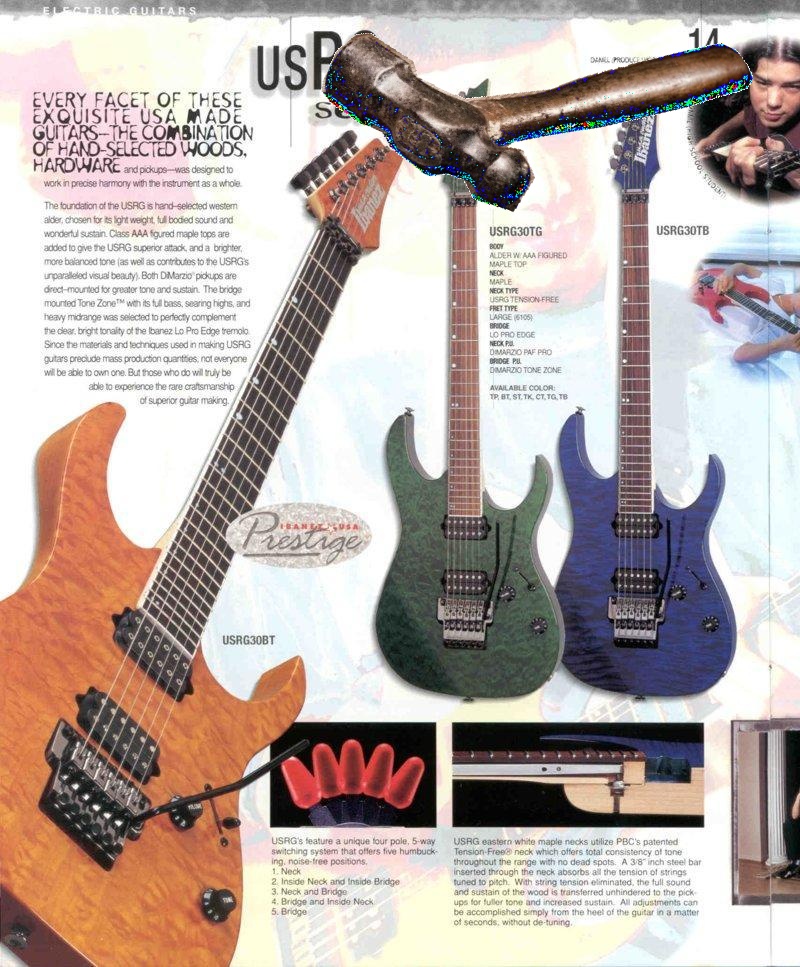 ELECTRIC GUITARS
14
EVERY FACET OF THESE
EXQUISITE USA MADE
GUITARS—THE COMBINATION
OF HAND-SELECTED WOODS,
HARDWARE and pickups—was designed to
work in precise harmony with the instrument as a whole.
The foundation of the USRG is hand–selected western
alder, chosen for its light weight, full bodied sound and
wonderful sustain. Class AAA figured maple tops are
added to give the USRG superior attack, and a brighter,
more balanced tone (as well as contributes to the USRG's
unparalleled visual beauty). Both DiMarzio® pickups are
direct–mounted for greater tone and sustain. The bridge
mounted Tone Zone™ with its full bass, searing highs, and
heavy midrange was selected to perfectly complement
the clear, bright tonality of the Ibanez Lo Pro Edge tremolo.
Since the materials and techniques used in making USRG
guitars preclude mass production quantities, not everyone
will be able to own one. But those who do will truly be
able to experience the rare craftsmanship
of superior guitar making.
Ibanez
Ibanez
USRG30TG
BODY
ALDER W/ AAA FIGURED
MAPLE TOP
NECK
MAPLE
NECK TYPE
USRG TENSION-FREE
FRET TYPE
LARGE (6105)
BRIDGE
LO PRO EDGE
NECK P.U.
DIMARZIO PAF PRO
BRIDGE P.U.
DIMARZIO TONE ZONE
AVAILABLE COLOR:
TP, BT, ST, TK, CT, TG, TB
USRG30TB
IBANEZ USA
Prestige
USRG30BT
VOLUME
TONE
USRG's feature a unique four pole, 5-way
switching system that offers five humbuck-
ing, noise-free positions.
1. Neck
2. Inside Neck and Inside Bridge
3. Neck and Bridge
4. Bridge and Inside Neck
5. Bridge
USRG eastern white maple necks utilize PBC's patented
Tension-Free® neck which offers total consistency of tone
throughout the range with no dead spots. A 3/8" inch steel bar
inserted through the neck absorbs all the tension of strings
tuned to pitch. With string tension eliminated, the full sound
and sustain of the wood is transferred unhindered to the pick-
ups for fuller tone and increased sustain. All adjustments can
be accomplished simply from the heel of the guitar in a matter
of seconds, without de-tuning.